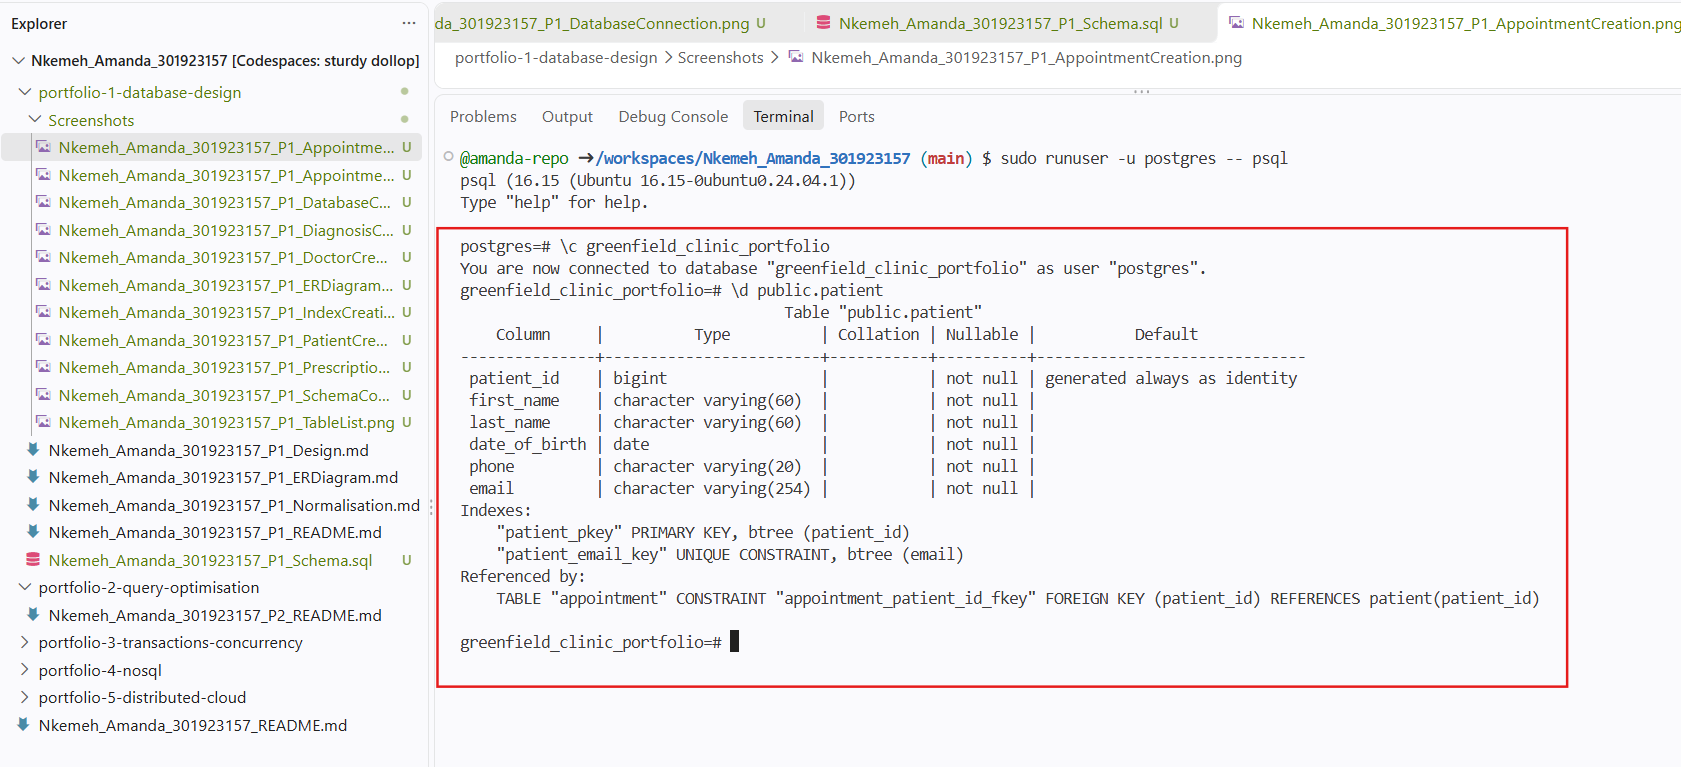 Explorer
Nkemeh_Amanda_301923157 [Codespaces: sturdy dollop]
portfolio-1-database-design
Screenshots
Nkemeh_Amanda_301923157_P1_Appointme... U
Nkemeh_Amanda_301923157_P1_Appointme... U
Nkemeh_Amanda_301923157_P1_DatabaseC... U
Nkemeh_Amanda_301923157_P1_DiagnosisC... U
Nkemeh_Amanda_301923157_P1_DoctorCre... U
Nkemeh_Amanda_301923157_P1_ERDiagram... U
Nkemeh_Amanda_301923157_P1_IndexCreati... U
Nkemeh_Amanda_301923157_P1_PatientCre... U
Nkemeh_Amanda_301923157_P1_Prescriptio... U
Nkemeh_Amanda_301923157_P1_SchemaCo... U
Nkemeh_Amanda_301923157_P1_TableList.png U
Nkemeh_Amanda_301923157_P1_Design.md
Nkemeh_Amanda_301923157_P1_ERDiagram.md
Nkemeh_Amanda_301923157_P1_Normalisation.md
Nkemeh_Amanda_301923157_P1_README.md
Nkemeh_Amanda_301923157_P1_Schema.sql U
portfolio-2-query-optimisation
Nkemeh_Amanda_301923157_P2_README.md
portfolio-3-transactions-concurrency
portfolio-4-nosql
portfolio-5-distributed-cloud
Nkemeh_Amanda_301923157_README.md
da_301923157_P1_DatabaseConnection.png U Nkemeh_Amanda_301923157_P1_Schema.sql U Nkemeh_Amanda_301923157_P1_AppointmentCreation.png
portfolio-1-database-design > Screenshots > Nkemeh_Amanda_301923157_P1_AppointmentCreation.png
Problems Output Debug Console Terminal Ports
@amanda-repo ➜/workspaces/Nkemeh_Amanda_301923157 (main) $ sudo runuser -u postgres -- psql
psql (16.15 (Ubuntu 16.15-0ubuntu0.24.04.1))
Type "help" for help.
postgres=# \c greenfield_clinic_portfolio
You are now connected to database "greenfield_clinic_portfolio" as user "postgres".
greenfield_clinic_portfolio=# \d public.patient
Table "public.patient"
Column | Type | Collation | Nullable | Default
---------------+------------------------+-----------+----------+------------------------------
patient_id | bigint | | not null | generated always as identity
first_name | character varying(60) | | not null |
last_name | character varying(60) | | not null |
date_of_birth | date | | not null |
phone | character varying(20) | | not null |
email | character varying(254) | | not null |
Indexes:
"patient_pkey" PRIMARY KEY, btree (patient_id)
"patient_email_key" UNIQUE CONSTRAINT, btree (email)
Referenced by:
TABLE "appointment" CONSTRAINT "appointment_patient_id_fkey" FOREIGN KEY (patient_id) REFERENCES patient(patient_id)
greenfield_clinic_portfolio=#